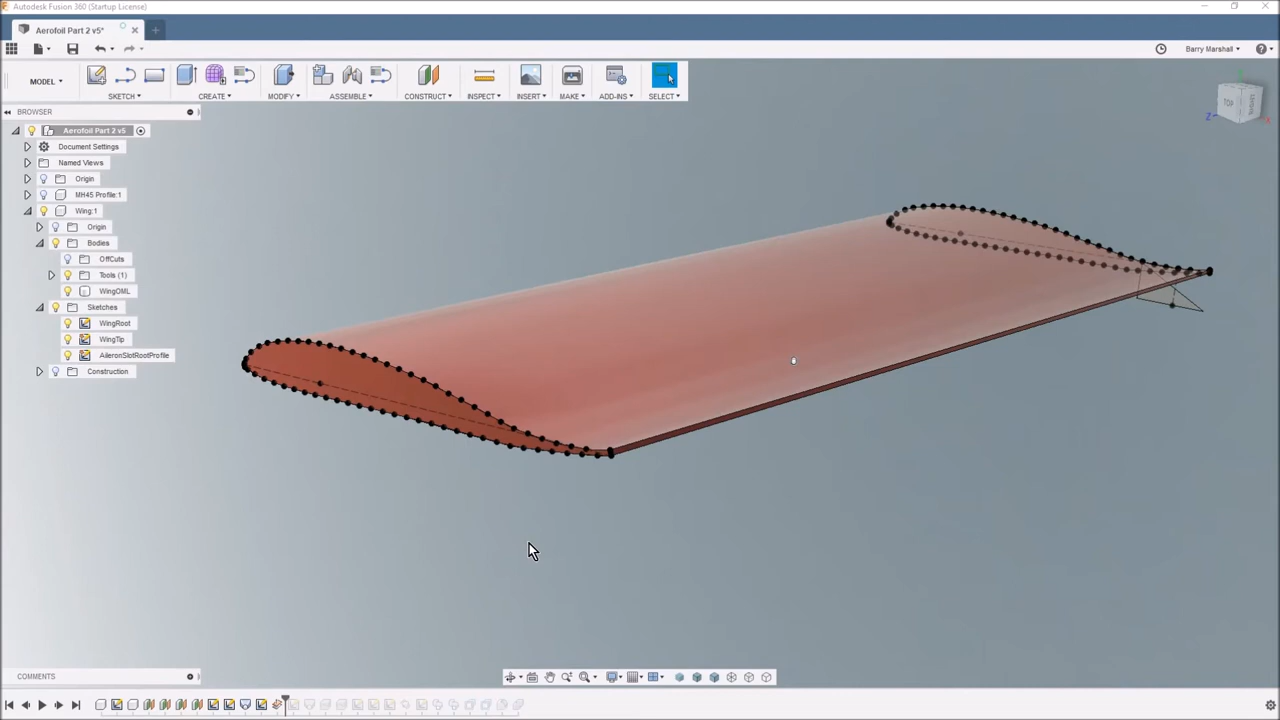 Autodesk Fusion 360 (Startup License)
Aerofoil Part 2 v5*
Barry Marshall
MODEL
SKETCH
CREATE
MODIFY
ASSEMBLE
CONSTRUCT
INSPECT
INSERT
MAKE
ADD-INS
SELECT
BROWSER
Aerofoil Part 2 v5
Document Settings
Named Views
Origin
MH45 Profile:1
Wing:1
Origin
Bodies
OffCuts
Tools (1)
WingOML
Sketches
WingRoot
WingTip
AileronSlotRootProfile
Construction
TOP
Z
COMMENTS